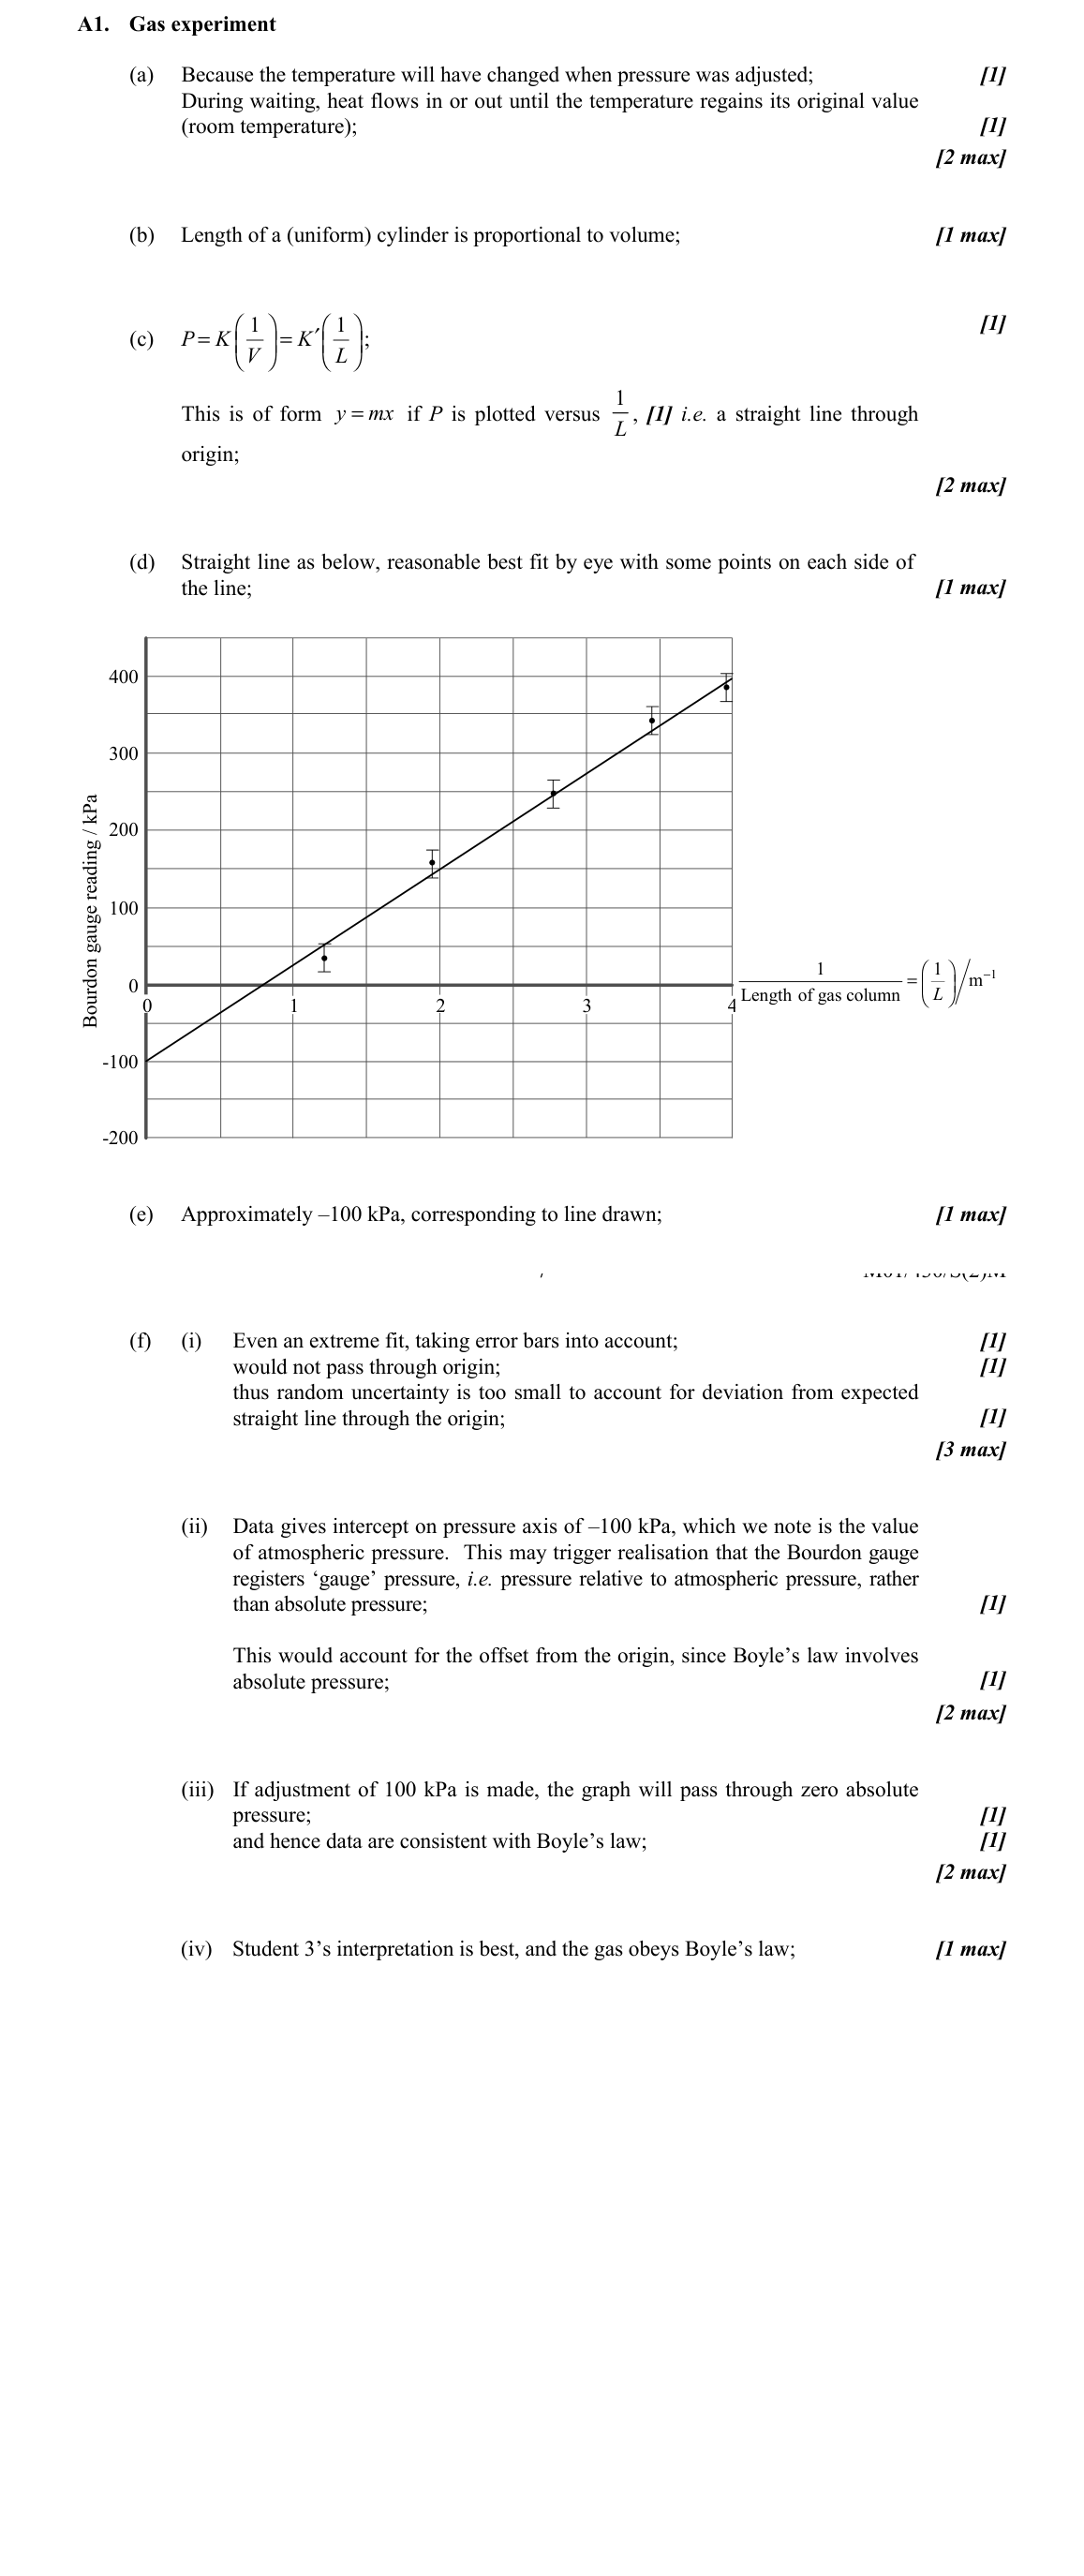 A1. Gas experiment
(a) Because the temperature will have changed when pressure was adjusted; [1]
During waiting, heat flows in or out until the temperature regains its original value
(room temperature); [1]
[2 max]
(b) Length of a (uniform) cylinder is proportional to volume; [1 max]
(c) P = K(1/V) = K′(1/L); [1]
This is of form y = mx if P is plotted versus 1/L, [1] i.e. a straight line through
origin;
[2 max]
(d) Straight line as below, reasonable best fit by eye with some points on each side of
the line; [1 max]
400
300
200
100
0
-100
-200
Bourdon gauge reading / kPa
0 1 2 3 4
1/Length of gas column = (1/L)/m⁻¹
(e) Approximately –100 kPa, corresponding to line drawn; [1 max]
(f) (i) Even an extreme fit, taking error bars into account; [1]
would not pass through origin; [1]
thus random uncertainty is too small to account for deviation from expected
straight line through the origin; [1]
[3 max]
(ii) Data gives intercept on pressure axis of –100 kPa, which we note is the value
of atmospheric pressure. This may trigger realisation that the Bourdon gauge
registers ‘gauge’ pressure, i.e. pressure relative to atmospheric pressure, rather
than absolute pressure; [1]
This would account for the offset from the origin, since Boyle’s law involves
absolute pressure; [1]
[2 max]
(iii) If adjustment of 100 kPa is made, the graph will pass through zero absolute
pressure; [1]
and hence data are consistent with Boyle’s law; [1]
[2 max]
(iv) Student 3’s interpretation is best, and the gas obeys Boyle’s law; [1 max]